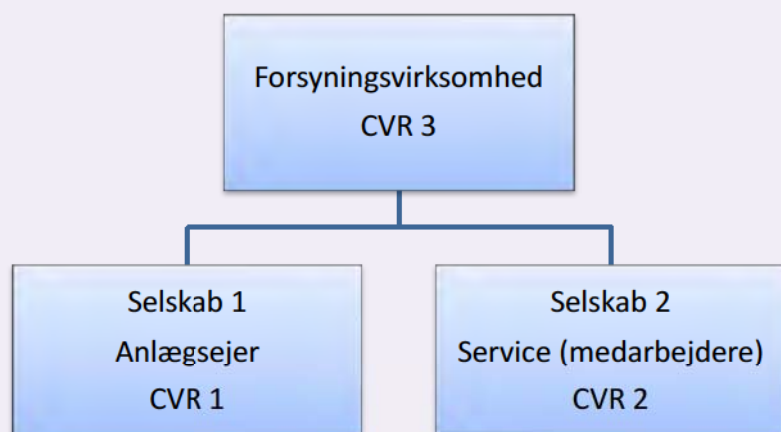 Forsyningsvirksomhed
CVR 3
Selskab 1
Anlægsejer
CVR 1
Selskab 2
Service (medarbejdere)
CVR 2